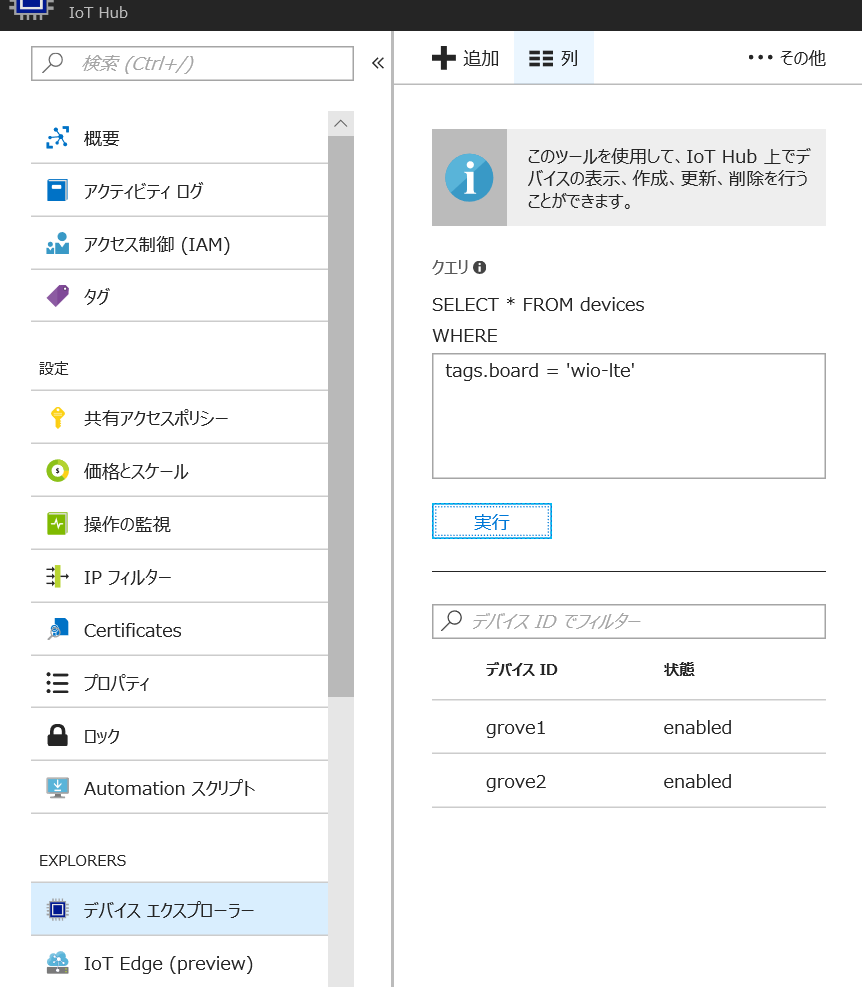 IoT Hub
検索 (Ctrl+/)
概要
アクティビティ ログ
アクセス制御 (IAM)
タグ
設定
共有アクセスポリシー
価格とスケール
操作の監視
IP フィルター
Certificates
プロパティ
ロック
Automation スクリプト
EXPLORERS
デバイス エクスプローラー
IoT Edge (preview)
追加
列
その他
このツールを使用して、IoT Hub 上でデ
バイスの表示、作成、更新、削除を行う
ことができます。
クエリ
SELECT * FROM devices
WHERE
tags.board = 'wio-lte'
実行
デバイス ID でフィルター
デバイス ID 状態
grove1 enabled
grove2 enabled